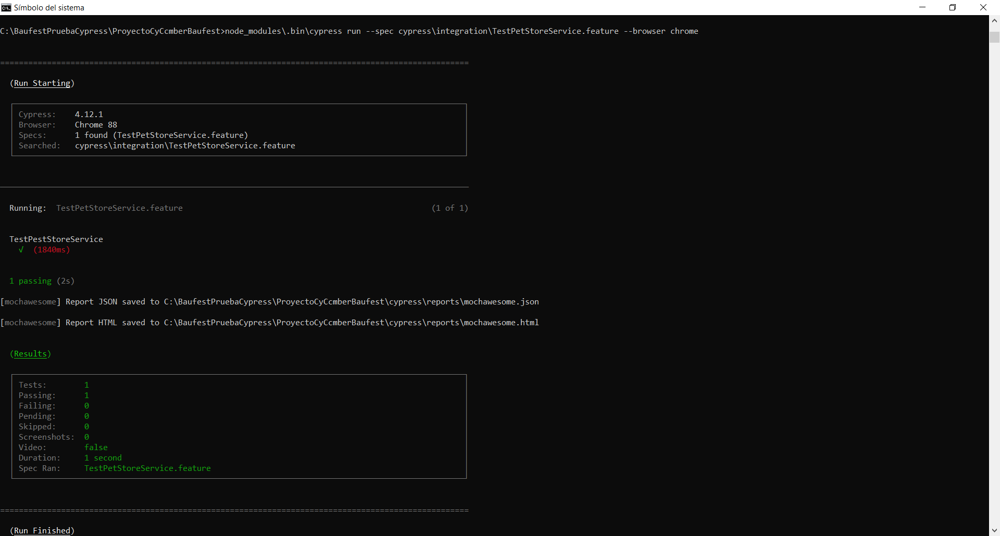 Símbolo del sistema
C:\BaufestPruebaCypress\ProyectoCyCcmberBaufest>node_modules\.bin\cypress run --spec cypress\integration\TestPetStoreService.feature --browser chrome
====================================================================================================
(Run Starting)
Cypress: 4.12.1
Browser: Chrome 88
Specs: 1 found (TestPetStoreService.feature)
Searched: cypress\integration\TestPetStoreService.feature
Running: TestPetStoreService.feature (1 of 1)
TestPestStoreService
√ (1840ms)
1 passing (2s)
[mochawesome] Report JSON saved to C:\BaufestPruebaCypress\ProyectoCyCcmberBaufest\cypress\reports\mochawesome.json
[mochawesome] Report HTML saved to C:\BaufestPruebaCypress\ProyectoCyCcmberBaufest\cypress\reports\mochawesome.html
(Results)
Tests: 1
Passing: 1
Failing: 0
Pending: 0
Skipped: 0
Screenshots: 0
Video: false
Duration: 1 second
Spec Ran: TestPetStoreService.feature
====================================================================================================
(Run Finished)